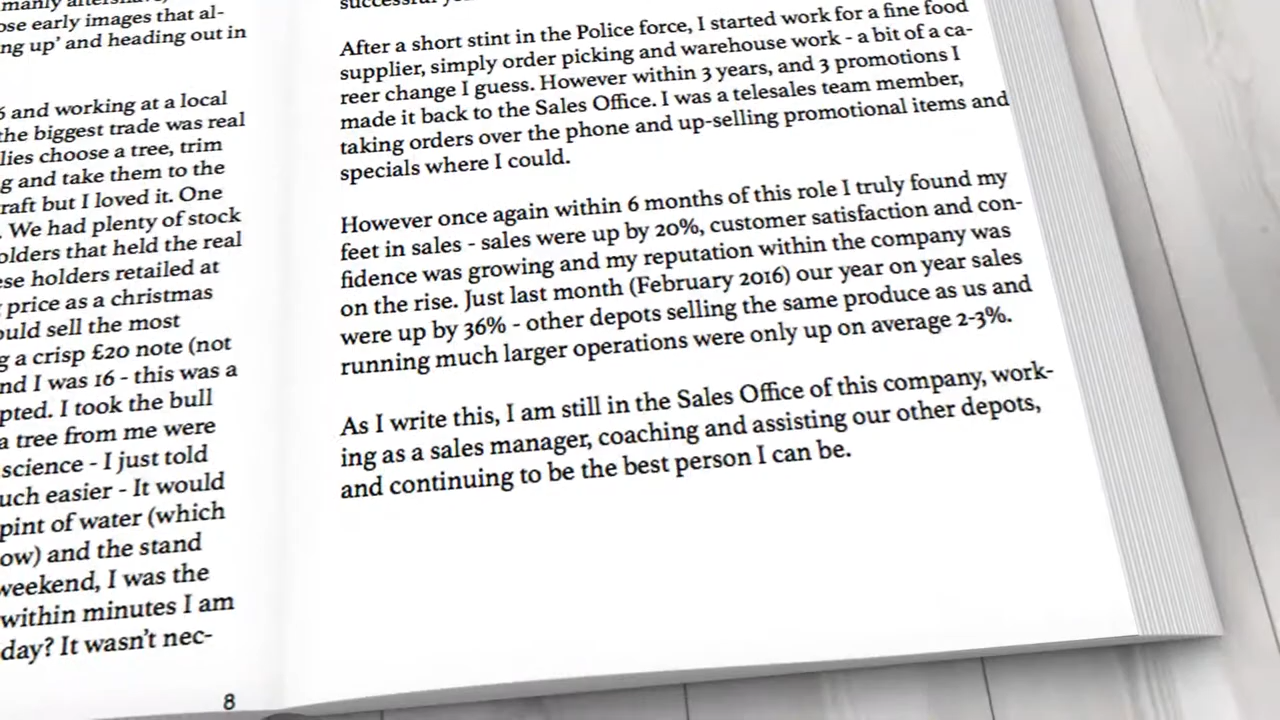 manly aftershave,
ose early images that al-
ng up' and heading out in
6 and working at a local
the biggest trade was real
lies choose a tree, trim
g and take them to the
raft but I loved it. One
. We had plenty of stock
olders that held the real
ese holders retailed at
price as a christmas
ould sell the most
g a crisp £20 note (not
nd I was 16 - this was a
pted. I took the bull
a tree from me were
science - I just told
uch easier - It would
pint of water (which
ow) and the stand
weekend, I was the
within minutes I am
day? It wasn't nec-
8
successful
After a short stint in the Police force, I started work for a fine food
supplier, simply order picking and warehouse work - a bit of a ca-
reer change I guess. However within 3 years, and 3 promotions I
made it back to the Sales Office. I was a telesales team member,
taking orders over the phone and up-selling promotional items and
specials where I could.
However once again within 6 months of this role I truly found my
feet in sales - sales were up by 20%, customer satisfaction and con-
fidence was growing and my reputation within the company was
on the rise. Just last month (February 2016) our year on year sales
were up by 36% - other depots selling the same produce as us and
running much larger operations were only up on average 2-3%.
As I write this, I am still in the Sales Office of this company, work-
ing as a sales manager, coaching and assisting our other depots,
and continuing to be the best person I can be.